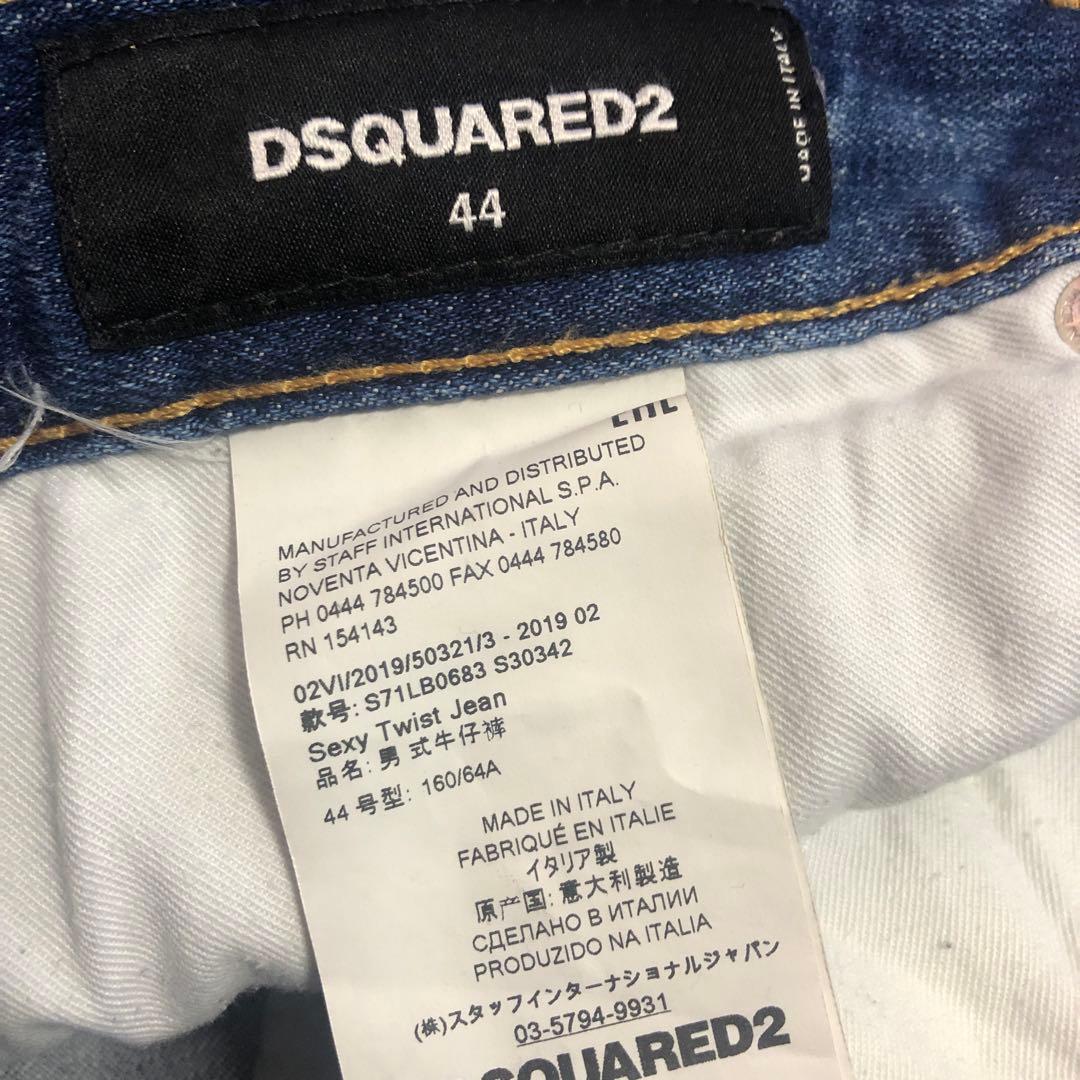 DSQUARED2
44
MADE IN ITALY
EAC
MANUFACTURED AND DISTRIBUTED
BY STAFF INTERNATIONAL S.P.A.
NOVENTA VICENTINA - ITALY
PH 0444 784500 FAX 0444 784580
RN 154143
02VI/2019/50321/3 - 2019 02
款号: S71LB0683 S30342
Sexy Twist Jean
品名: 男 式牛仔裤
44 号型: 160/64A
MADE IN ITALY
FABRIQUÉ EN ITALIE
イタリア製
原产国: 意大利製造
СДЕЛАНО В ИТАЛИИ
PRODUZIDO NA ITALIA
(株)スタッフインターナショナルジャパン
03-5794-9931
DSQUARED2